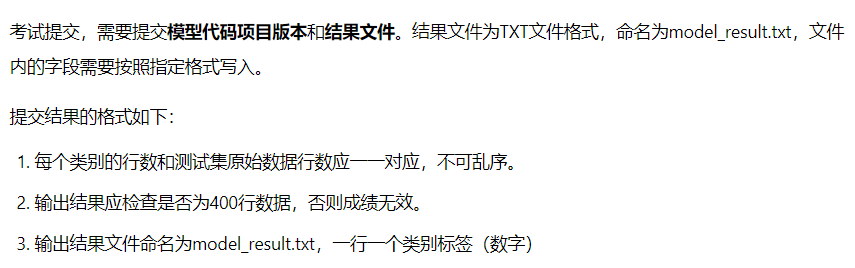 考试提交，需要提交模型代码项目版本和结果文件。结果文件为TXT文件格式，命名为model_result.txt，文件
内的字段需要按照指定格式写入。
提交结果的格式如下：
1. 每个类别的行数和测试集原始数据行数应一一对应，不可乱序。
2. 输出结果应检查是否为400行数据，否则成绩无效。
3. 输出结果文件命名为model_result.txt，一行一个类别标签（数字）